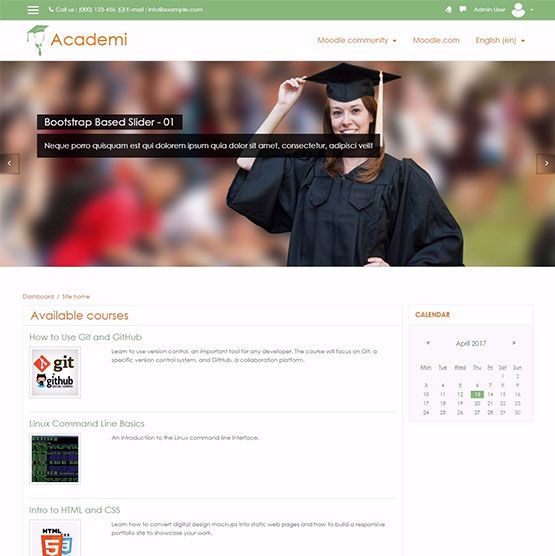 Call us : (000) 123-456 E-mail : info@example.com
Admin User
Academi
Moodle community
Moodle.com
English (en)
Bootstrap Based Slider - 01
Neque porro quisquam est qui dolorem ipsum quia dolor sit amet, consectetur, adipisci velit
Dashboard / Site home
Available courses
How to Use Git and GitHub
git
github
Learn to use version control, an important tool for any developer. The course will focus on Git, a
specific version control system, and GitHub, a collaboration platform.
Linux Command Line Basics
An introduction to the Linux command line interface.
Intro to HTML and CSS
HTML
Learn how to convert digital design mockups into static web pages and how to build a responsive
portfolio site to showcase your work.
CALENDAR
April 2017
Mon Tue Wed Thu Fri Sat Sun
1 2
3 4 5 6 7 8 9
10 11 12 13 14 15 16
17 18 19 20 21 22 23
24 25 26 27 28 29 30